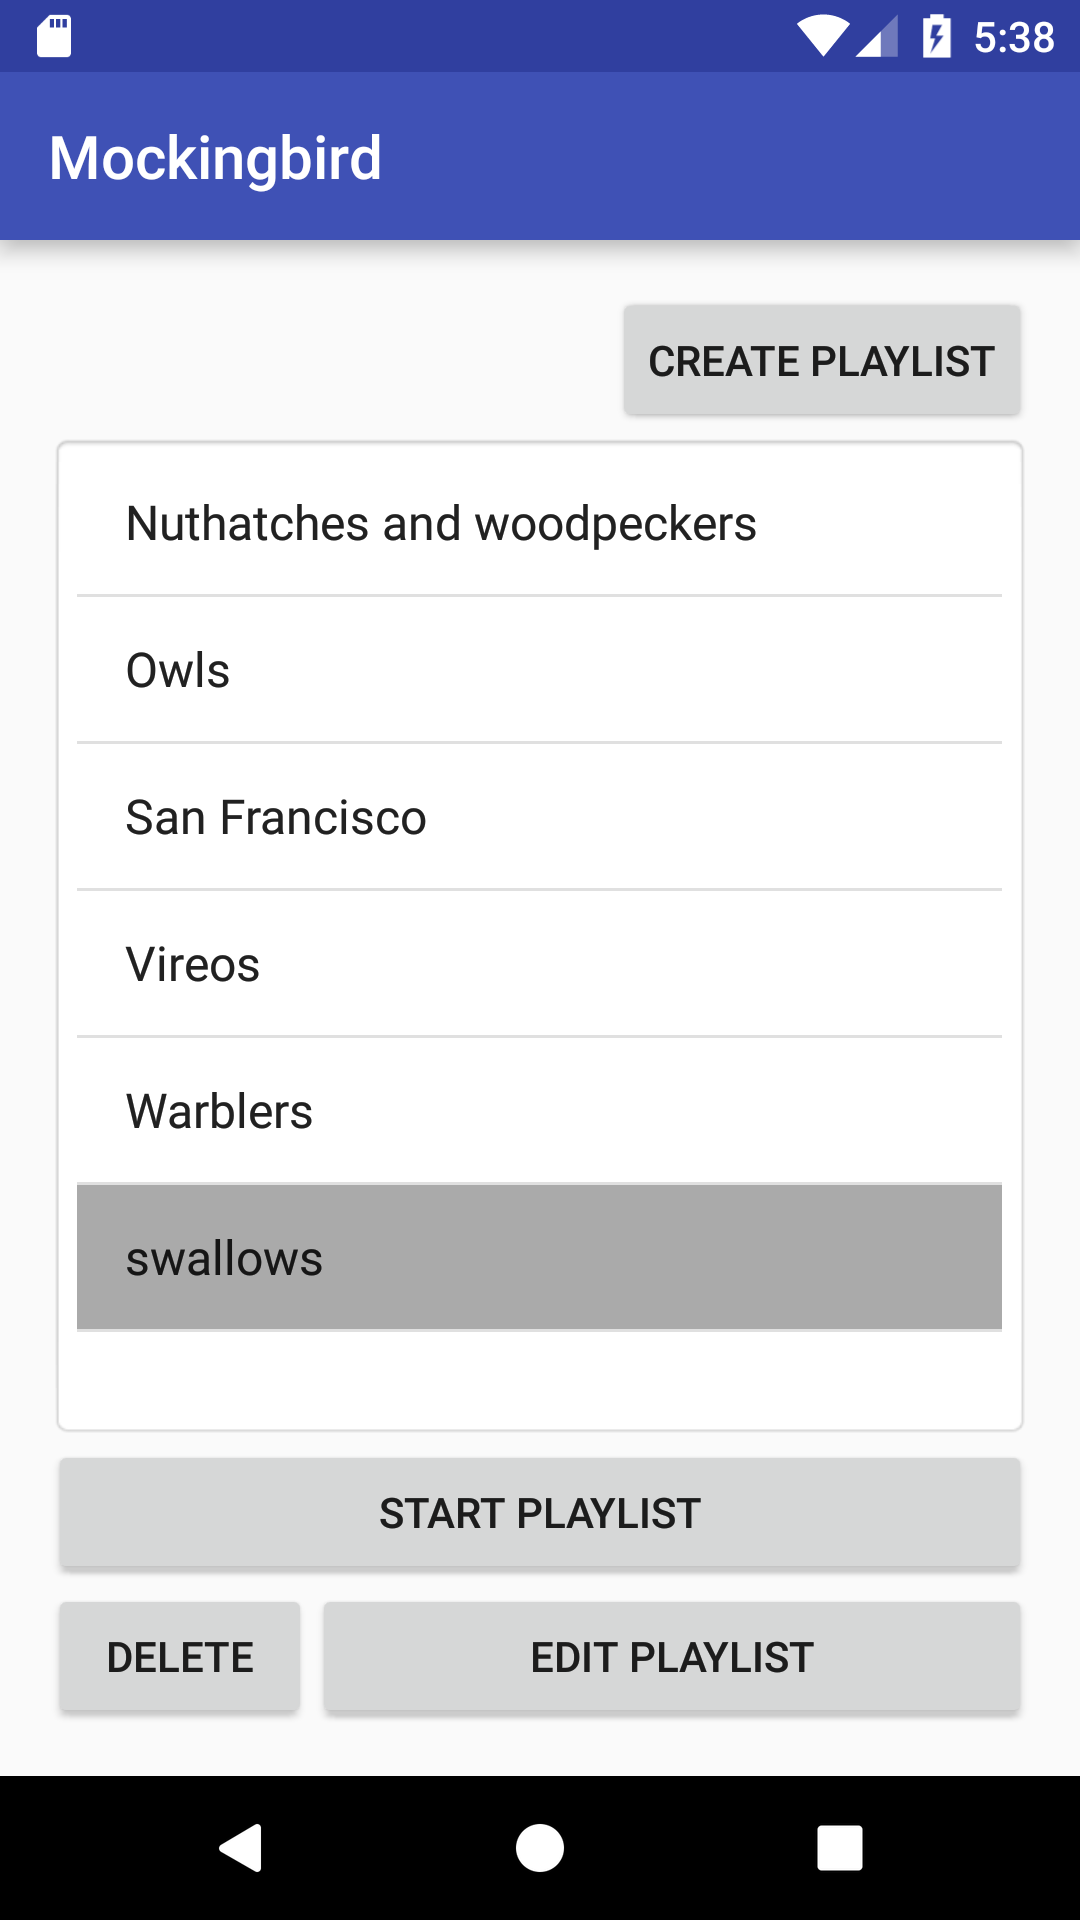 5:38
Mockingbird
CREATE PLAYLIST
Nuthatches and woodpeckers
Owls
San Francisco
Vireos
Warblers
swallows
START PLAYLIST
DELETE EDIT PLAYLIST